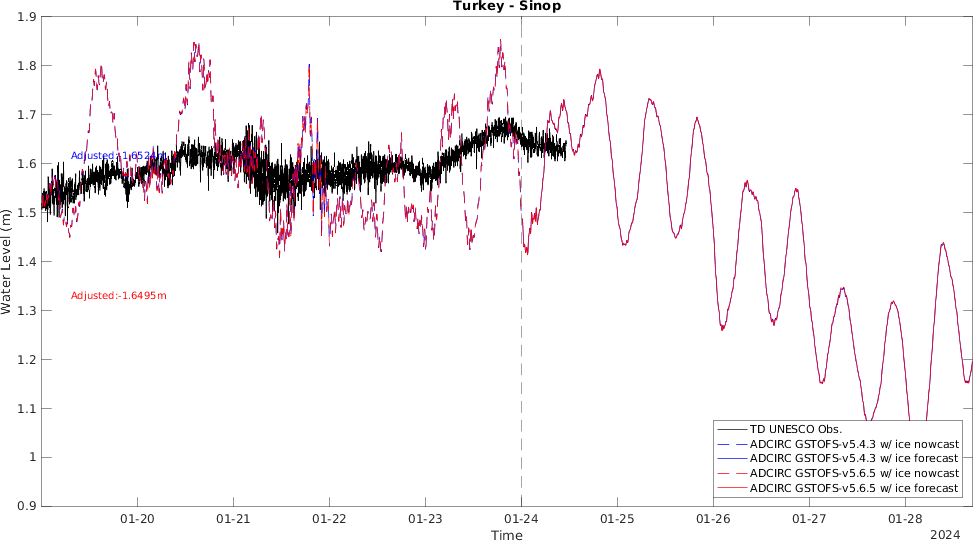 Turkey - Sinop
1.9
1.8
1.7
1.6
1.5
1.4
1.3
1.2
1.1
1
0.9
Water Level (m)
Adjusted:-1.6495m
01-20
01-21
01-22
01-23
01-24
01-25
01-26
01-27
01-28
Time
2024
TD UNESCO Obs.
ADCIRC GSTOFS-v5.4.3 w/ ice nowcast
ADCIRC GSTOFS-v5.4.3 w/ ice forecast
ADCIRC GSTOFS-v5.6.5 w/ ice nowcast
ADCIRC GSTOFS-v5.6.5 w/ ice forecast